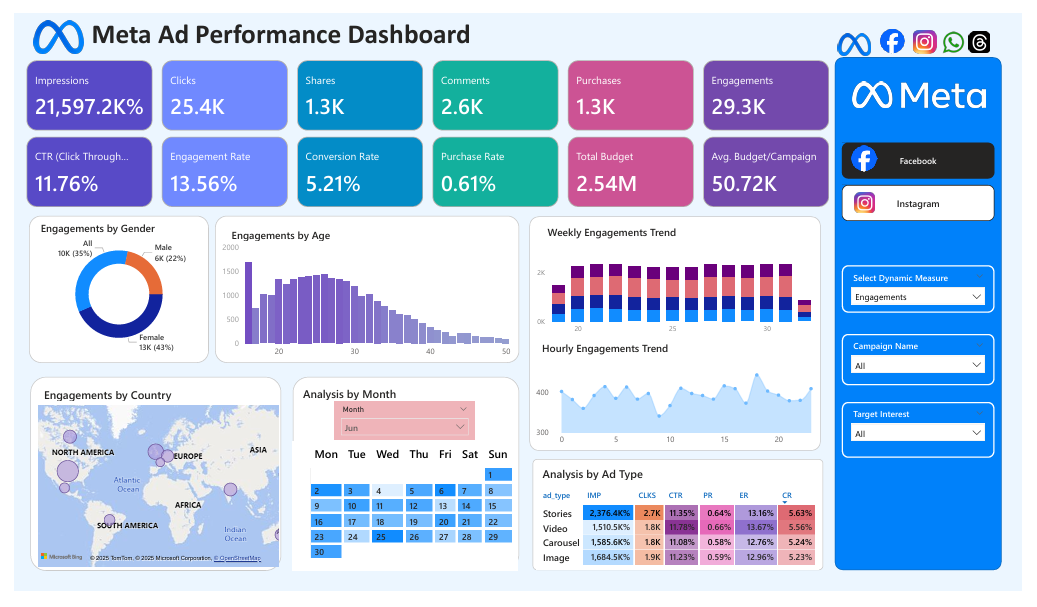 Meta Ad Performance Dashboard
Impressions
21,597.2K%
Clicks
25.4K
Shares
1.3K
Comments
2.6K
Purchases
1.3K
Engagements
29.3K
CTR (Click Through...
11.76%
Engagement Rate
13.56%
Conversion Rate
5.21%
Purchase Rate
0.61%
Total Budget
2.54M
Avg. Budget/Campaign
50.72K
Meta
Facebook
Instagram
Select Dynamic Measure
Engagements
Campaign Name
All
Target Interest
All
Engagements by Gender
All
10K (35%)
Male
6K (22%)
Female
13K (43%)
Engagements by Age
2000
1500
1000
500
0
20 30 40 50
Weekly Engagements Trend
2K
0K
20 25 30
Hourly Engagements Trend
400
300
0 5 10 15 20
Engagements by Country
NORTH AMERICA
EUROPE
ASIA
Atlantic
Ocean
AFRICA
SOUTH AMERICA
Indian
Ocean
Microsoft Bing
© 2025 TomTom, © 2025 Microsoft Corporation, © OpenStreetMap
Analysis by Month
Month
Jun
Mon Tue Wed Thu Fri Sat Sun
1
2 3 4 5 6 7 8
9 10 11 12 13 14 15
16 17 18 19 20 21 22
23 24 25 26 27 28 29
30
Analysis by Ad Type
ad_type IMP CLKS CTR PR ER CR
Stories 2,376.4K% 2.7K 11.35% 0.64% 13.16% 5.63%
Video 1,510.5K% 1.8K 11.78% 0.66% 13.67% 5.56%
Carousel 1,585.6K% 1.8K 11.08% 0.58% 12.76% 5.24%
Image 1,684.5K% 1.9K 11.23% 0.59% 12.96% 5.23%